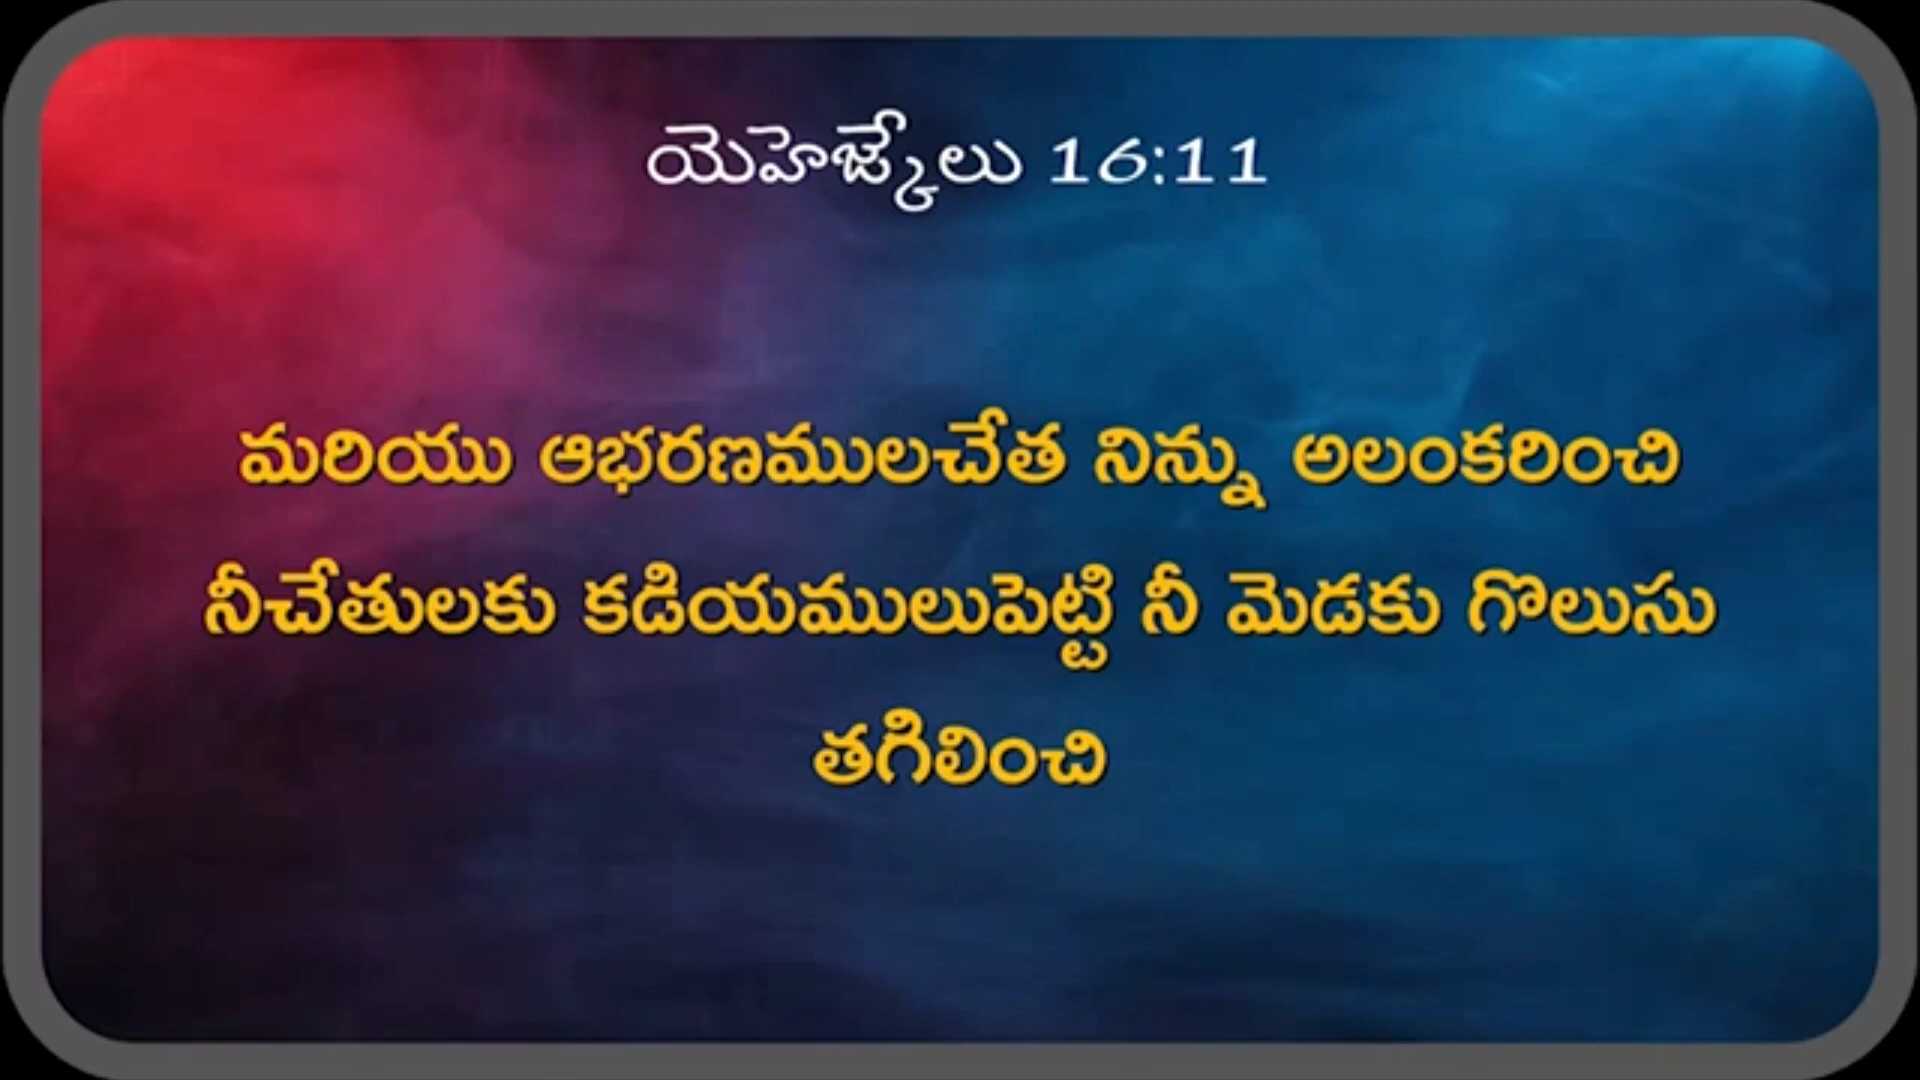 యెహెజ్కేలు 16:11
మరియు ఆభరణములచేత నిన్ను అలంకరించి
నీచేతులకు కడియములుపెట్టి నీ మెడకు గొలుసు
తగిలించి